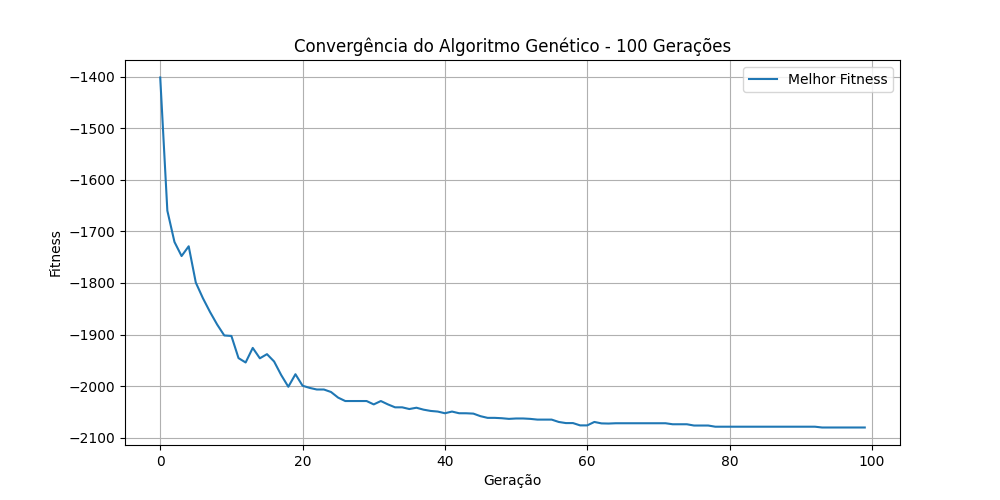 Convergência do Algoritmo Genético - 100 Gerações
Melhor Fitness
Fitness
−1400
−1500
−1600
−1700
−1800
−1900
−2000
−2100
0 20 40 60 80 100
Geração